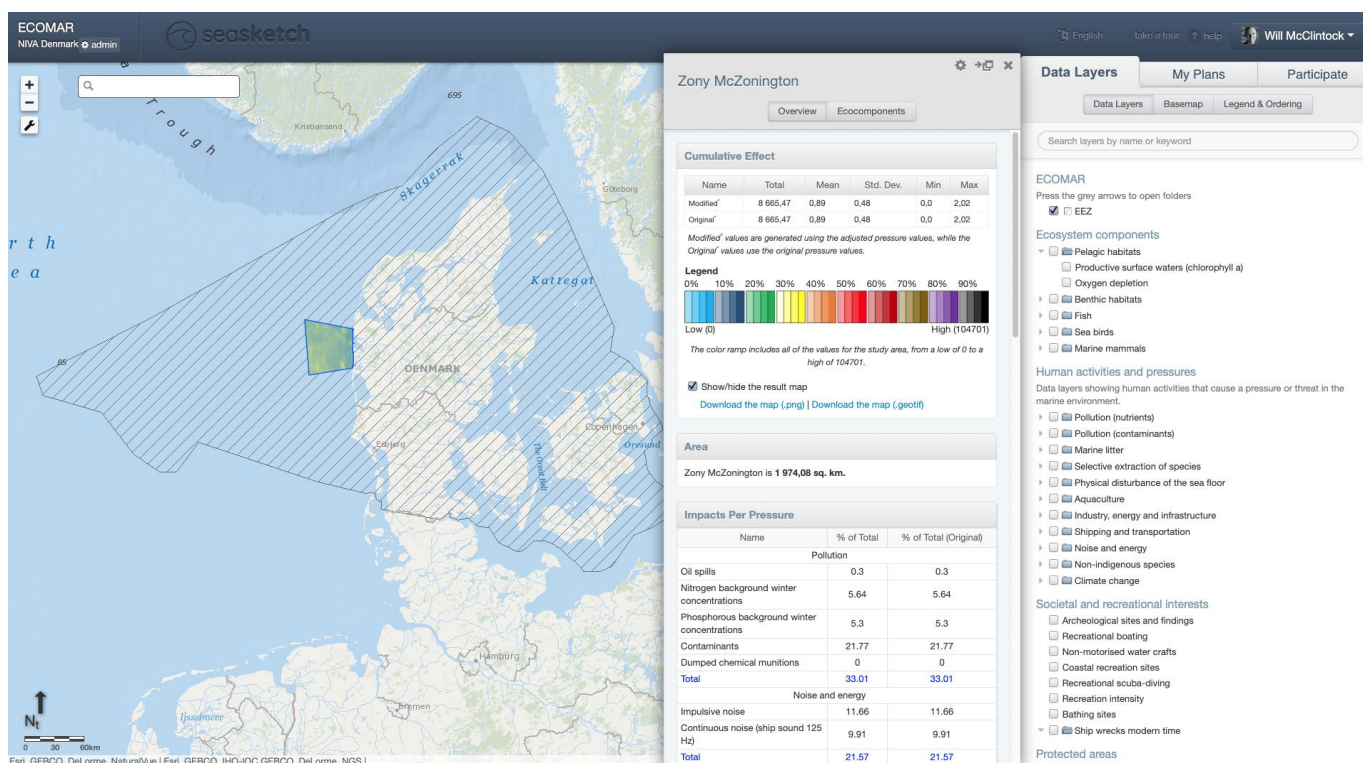 ECOMAR
NIVA Denmark admin
seasketch
English
take a tour
? help
Will McClintock
+
−
695
Kristiansand
Trough
Skagerrak
Göteborg
rth
ea
Kattegat
85
DENMARK
Copenhagen
Esbjerg
The Great Belt
Øresund
Hamburg
Bremen
Ijsselmeer
N
0 30 60km
Esri, GEBCO, DeLorme, NaturalVue | Esri, GEBCO, IHO-IOC GEBCO, DeLorme, NGS |
Zony McZonington
Overview
Ecocomponents
Cumulative Effect
Name Total Mean Std. Dev. Min Max
Modified* 8 665,47 0,89 0,48 0,0 2,02
Original* 8 665,47 0,89 0,48 0,0 2,02
Modified* values are generated using the adjusted pressure values, while the
Original* values use the original pressure values.
Legend
0% 10% 20% 30% 40% 50% 60% 70% 80% 90%
Low (0) High (104701)
The color ramp includes all of the values for the study area, from a low of 0 to a
high of 104701.
Show/hide the result map
Download the map (.png) | Download the map (.geotif)
Area
Zony McZonington is 1 974,08 sq. km.
Impacts Per Pressure
Name % of Total % of Total (Original)
Pollution
Oil spills 0.3 0.3
Nitrogen background winter
concentrations 5.64 5.64
Phosphorous background winter
concentrations 5.3 5.3
Contaminants 21.77 21.77
Dumped chemical munitions 0 0
Total 33.01 33.01
Noise and energy
Impulsive noise 11.66 11.66
Continuous noise (ship sound 125
Hz) 9.91 9.91
Total 21.57 21.57
Data Layers
My Plans
Participate
Data Layers
Basemap
Legend & Ordering
Search layers by name or keyword
ECOMAR
Press the grey arrows to open folders
EEZ
Ecosystem components
Pelagic habitats
Productive surface waters (chlorophyll a)
Oxygen depletion
Benthic habitats
Fish
Sea birds
Marine mammals
Human activities and pressures
Data layers showing human activities that cause a pressure or threat in the
marine environment.
Pollution (nutrients)
Pollution (contaminants)
Marine litter
Selective extraction of species
Physical disturbance of the sea floor
Aquaculture
Industry, energy and infrastructure
Shipping and transportation
Noise and energy
Non-indigenous species
Climate change
Societal and recreational interests
Archeological sites and findings
Recreational boating
Non-motorised water crafts
Coastal recreation sites
Recreational scuba-diving
Recreation intensity
Bathing sites
Ship wrecks modern time
Protected areas